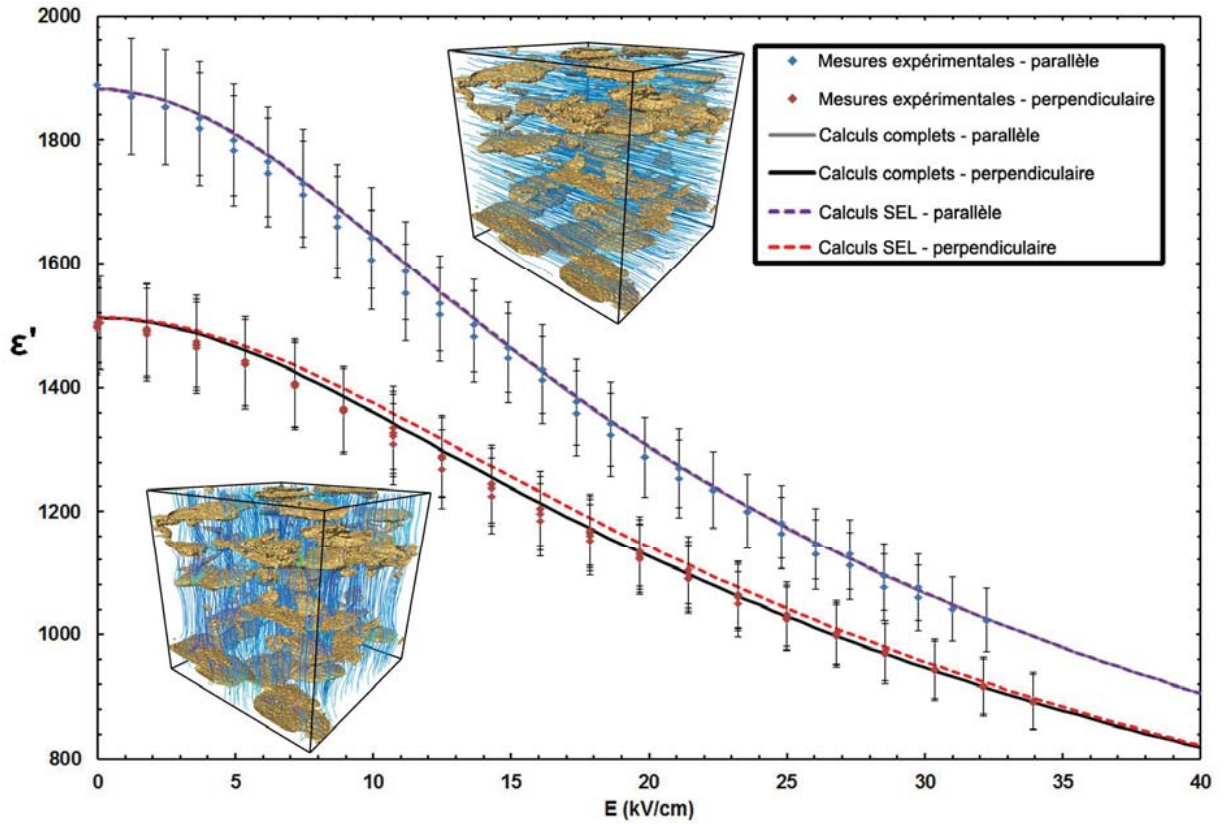 2000
1800
1600
1400
1200
1000
800
ε'
Mesures expérimentales - parallèle
Mesures expérimentales - perpendiculaire
Calculs complets - parallèle
Calculs complets - perpendiculaire
Calculs SEL - parallèle
Calculs SEL - perpendiculaire
0 5 10 15 20 25 30 35 40
E (kV/cm)